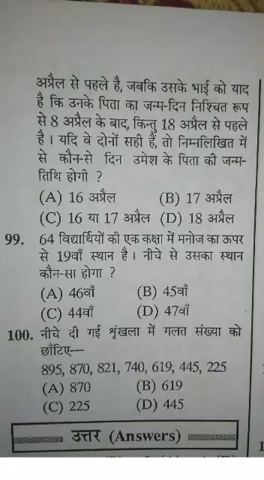 अप्रैल से पहले है, जबकि उसके भाई को याद
है कि उनके पिता का जन्म-दिन निश्चित रूप
से 8 अप्रैल के बाद, किन्तु 18 अप्रैल से पहले
है । यदि वे दोनों सही हैं, तो निम्नलिखित में
से कौन-से दिन उमेश के पिता की जन्म-
तिथि होगी ?
(A) 16 अप्रैल (B) 17 अप्रैल
(C) 16 या 17 अप्रैल (D) 18 अप्रैल
99. 64 विद्यार्थियों की एक कक्षा में मनोज का ऊपर
से 19वाँ स्थान है । नीचे से उसका स्थान
कौन-सा होगा ?
(A) 46वाँ (B) 45वाँ
(C) 44वाँ (D) 47वाँ
100. नीचे दी गई शृंखला में गलत संख्या को
छाँटिए—
895, 870, 821, 740, 619, 445, 225
(A) 870 (B) 619
(C) 225 (D) 445
उत्तर (Answers)